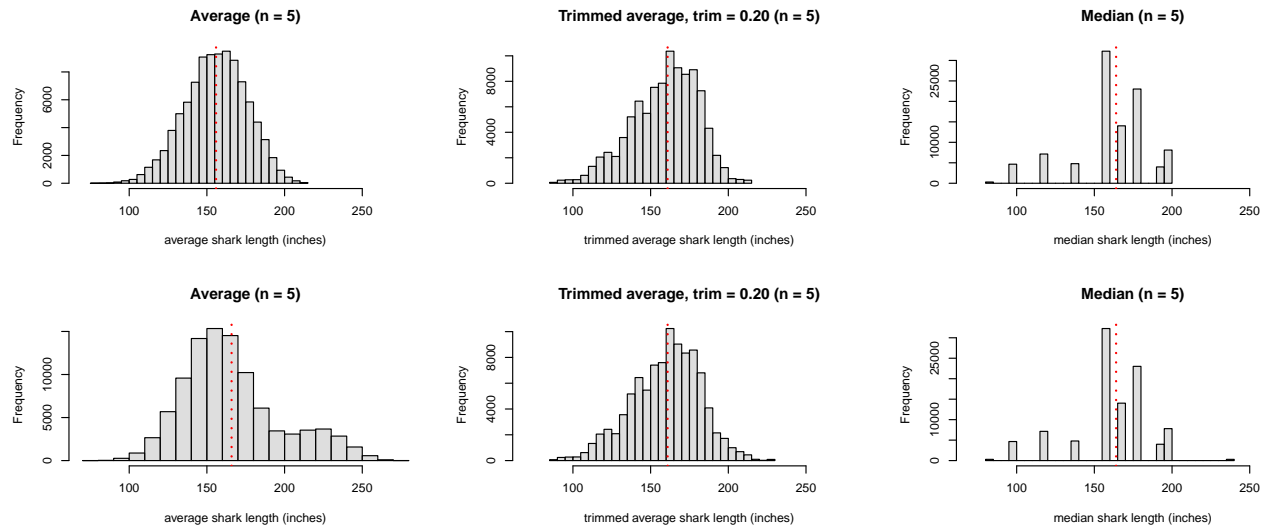 Average (n = 5)
Frequency
2000
6000
0
100
150
200
250
average shark length (inches)
Trimmed average, trim = 0.20 (n = 5)
Frequency
0
4000
8000
100
150
200
250
trimmed average shark length (inches)
Median (n = 5)
Frequency
0
10000
25000
100
150
200
250
median shark length (inches)
Average (n = 5)
Frequency
0
5000
10000
100
150
200
250
average shark length (inches)
Trimmed average, trim = 0.20 (n = 5)
Frequency
0
4000
8000
100
150
200
250
trimmed average shark length (inches)
Median (n = 5)
Frequency
0
10000
25000
100
150
200
250
median shark length (inches)